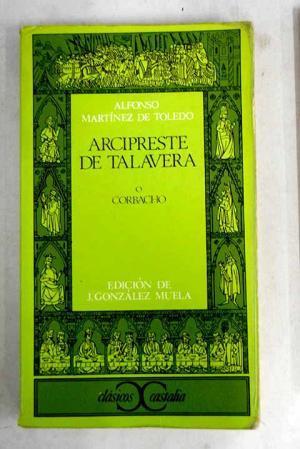 ALFONSO
MARTÍNEZ DE TOLEDO
ARCIPRESTE
DE TALAVERA
O
CORBACHO
EDICIÓN DE
J. GONZÁLEZ MUELA
clásicos castalia